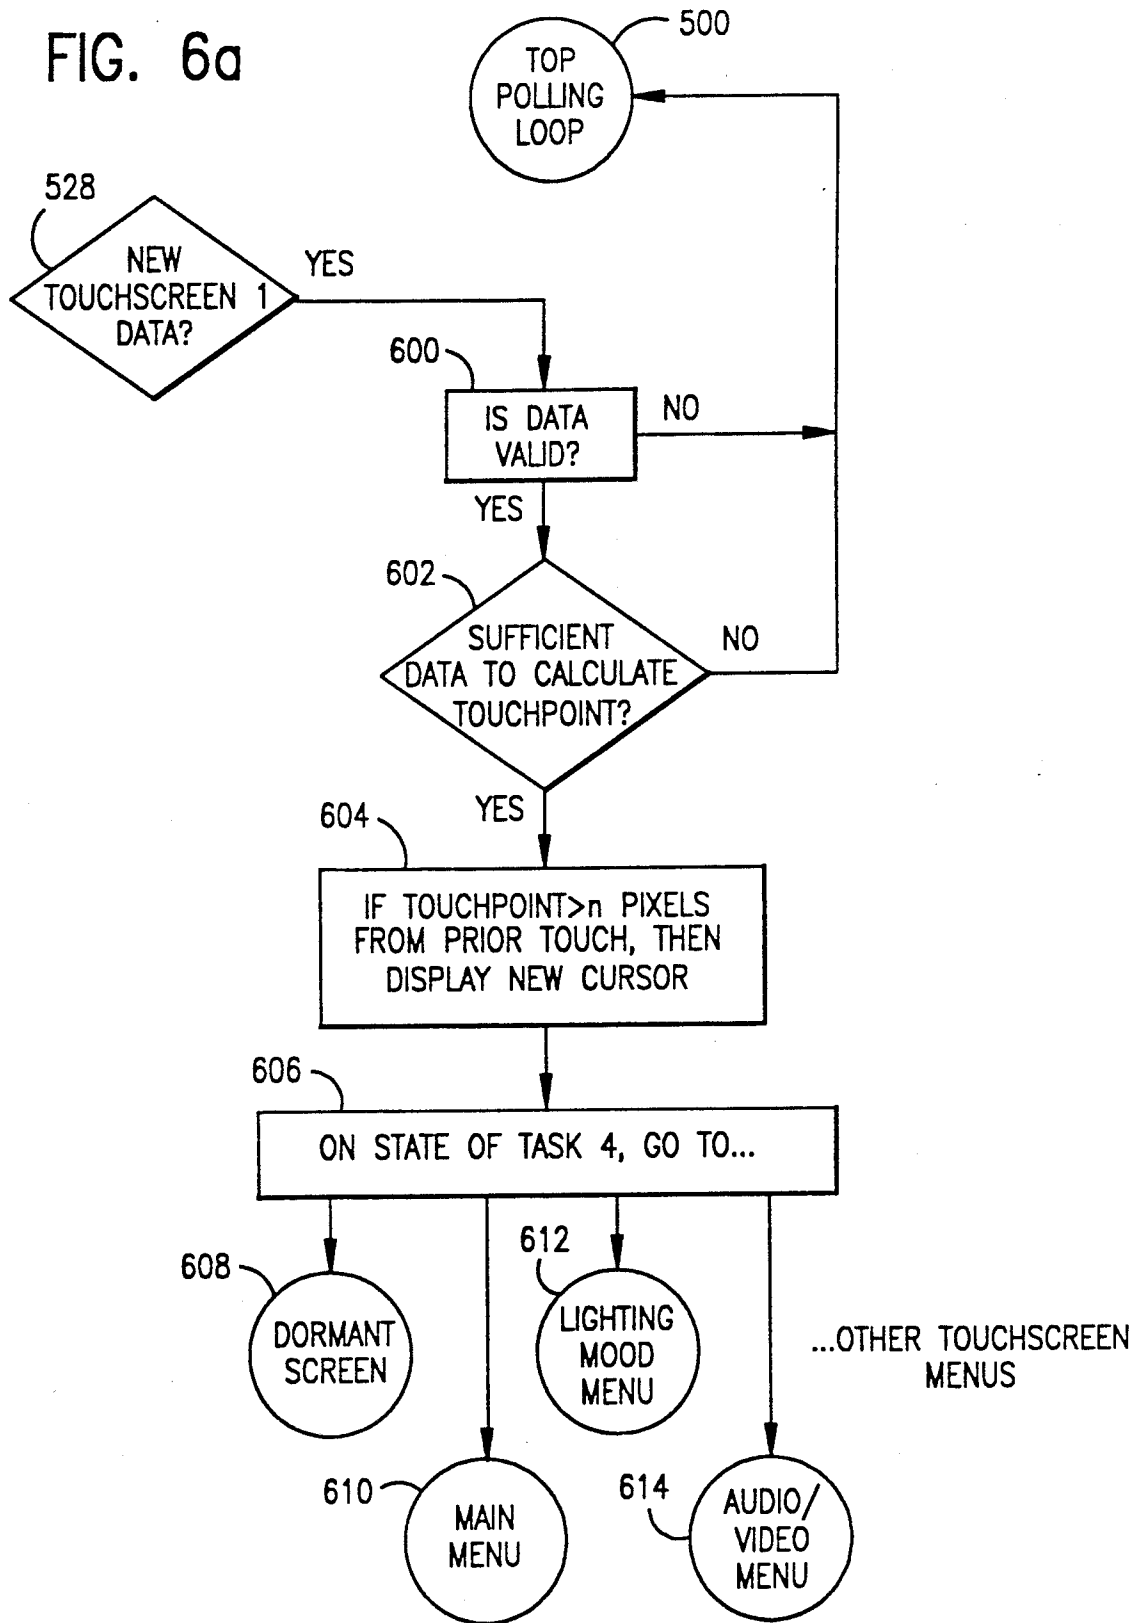 FIG. 6a
500
TOP
POLLING
LOOP
528
NEW
TOUCHSCREEN 1
DATA?
YES
600
IS DATA
VALID?
NO
YES
602
SUFFICIENT
DATA TO CALCULATE
TOUCHPOINT?
NO
YES
604
IF TOUCHPOINT>n PIXELS
FROM PRIOR TOUCH, THEN
DISPLAY NEW CURSOR
606
ON STATE OF TASK 4, GO TO...
608
DORMANT
SCREEN
612
LIGHTING
MOOD
MENU
...OTHER TOUCHSCREEN
MENUS
610
MAIN
MENU
614
AUDIO/
VIDEO
MENU